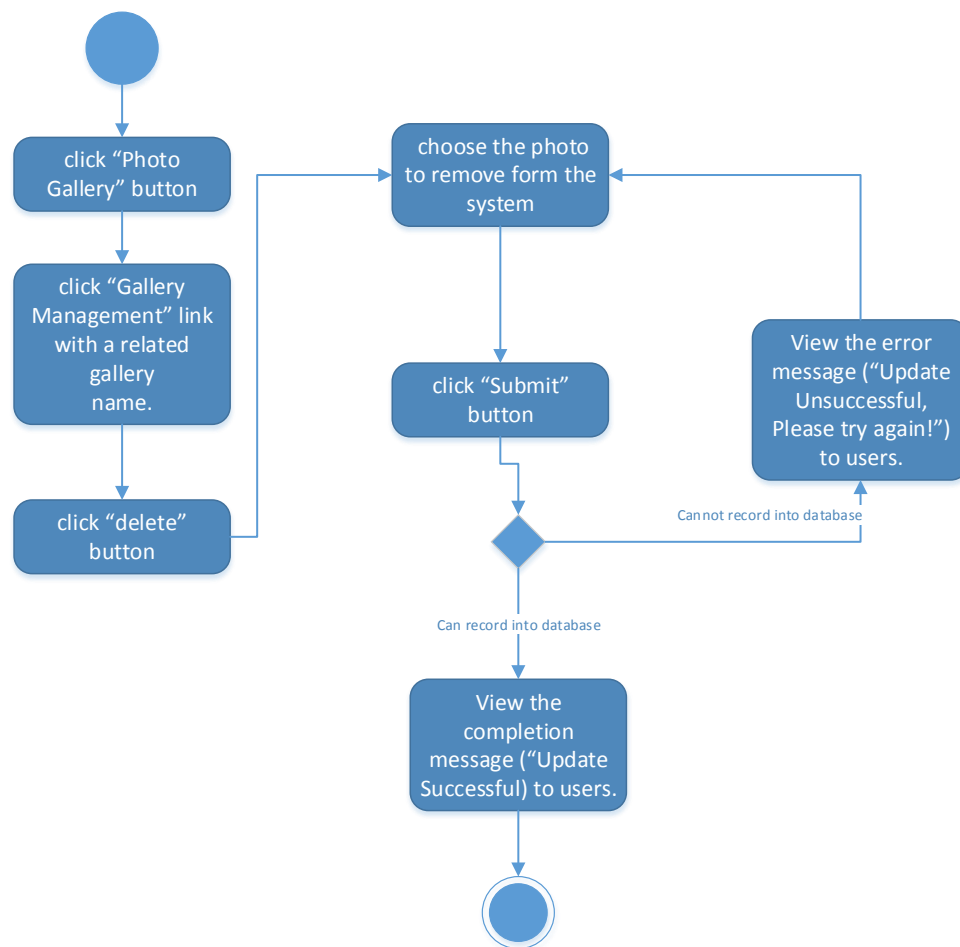 click “Photo
Gallery” button
click “Gallery
Management” link
with a related
gallery
name.
click “delete”
button
choose the photo
to remove form the
system
click “Submit”
button
View the error
message (“Update
Unsuccessful,
Please try again!”)
to users.
Cannot record into database
Can record into database
View the
completion
message (“Update
Successful) to users.